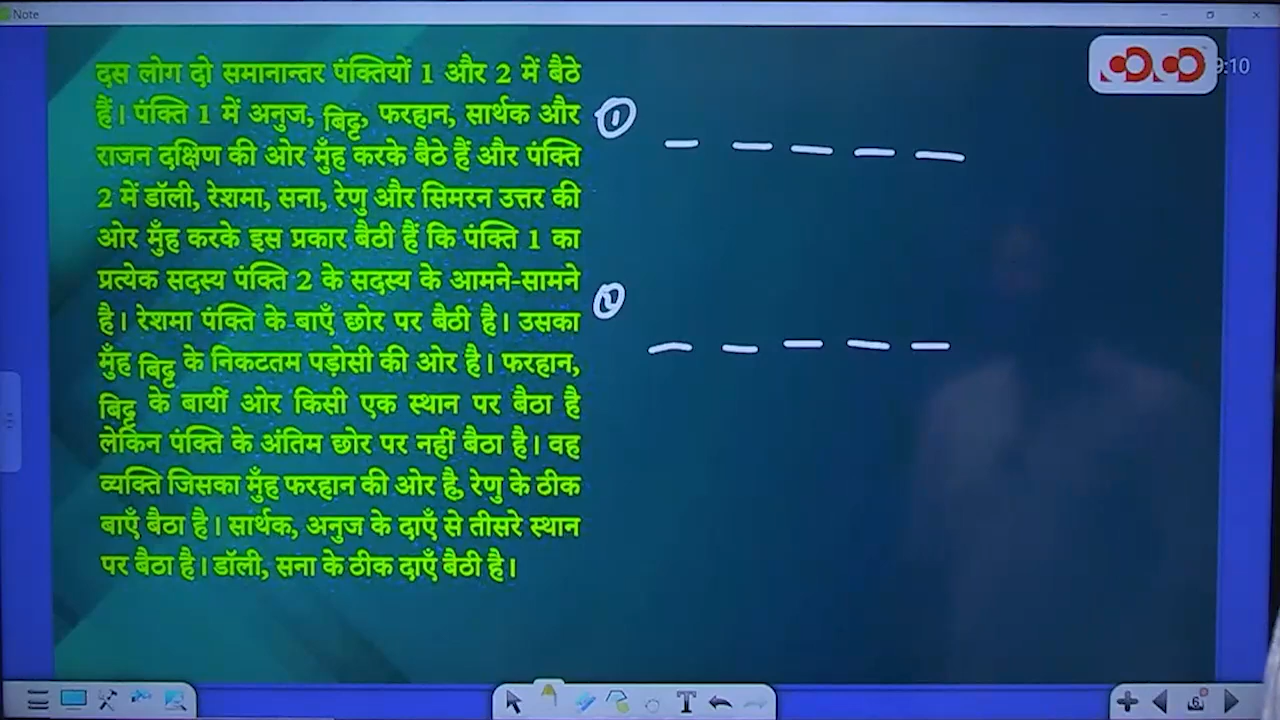 Note
9:10
दस लोग दो समानान्तर पंक्तियों 1 और 2 में बैठे
हैं। पंक्ति 1 में अनुज, बिट्टू, फरहान, सार्थक और
राजन दक्षिण की ओर मुँह करके बैठे हैं और पंक्ति
2 में डॉली, रेशमा, सना, रेणु और सिमरन उत्तर की
ओर मुँह करके इस प्रकार बैठी हैं कि पंक्ति 1 का
प्रत्येक सदस्य पंक्ति 2 के सदस्य के आमने-सामने
है। रेशमा पंक्ति के बाएँ छोर पर बैठी है। उसका
मुँह बिट्टू के निकटतम पड़ोसी की ओर है। फरहान,
बिट्टू के बायीं ओर किसी एक स्थान पर बैठा है
लेकिन पंक्ति के अंतिम छोर पर नहीं बैठा है। वह
व्यक्ति जिसका मुँह फरहान की ओर है, रेणु के ठीक
बाएँ बैठा है। सार्थक, अनुज के दाएँ से तीसरे स्थान
पर बैठा है। डॉली, सना के ठीक दाएँ बैठी है।
1
T
6